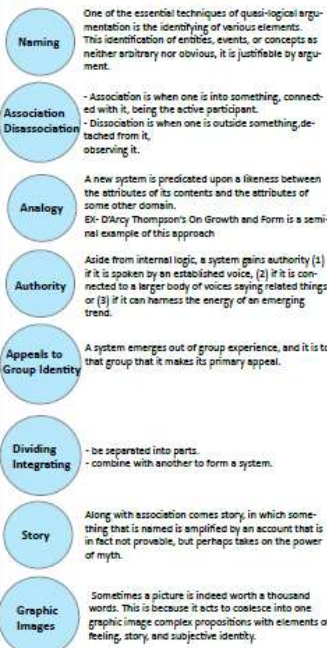 Naming
One of the essential techniques of quasi-logical argu-
mentation is the identifying of various elements.
This identification of entities, events, or concepts as
neither arbitrary nor obvious, it is justifiable by argu-
ment.
Association
Disassociation
- Association is when one is into something, connect-
ed with it, being the active participant.
- Dissociation is when one is outside something,de-
tached from it,
observing it.
Analogy
A new system is predicated upon a likeness between
the attributes of its contents and the attributes of
some other domain.
EX- D'Arcy Thompson's On Growth and Form is a semi-
nal example of this approach
Authority
Aside from internal logic, a system gains authority (1)
if it is spoken by an established voice, (2) if it is con-
nected to a larger body of voices saying related things
or (3) if it can harness the energy of an emerging
trend.
Appeals to
Group Identity
A system emerges out of group experience, and it is to
that group that it makes its primary appeal.
Dividing
Integrating
- be separated into parts.
- combine with another to form a system.
Story
Along with association comes story, in which some-
thing that is named is amplified by an account that is
in fact not provable, but perhaps takes on the power
of myth.
Graphic
Images
Sometimes a picture is indeed worth a thousand
words. This is because it acts to coalesce into one
graphic image complex propositions with elements of
feeling, story, and subjective identity.